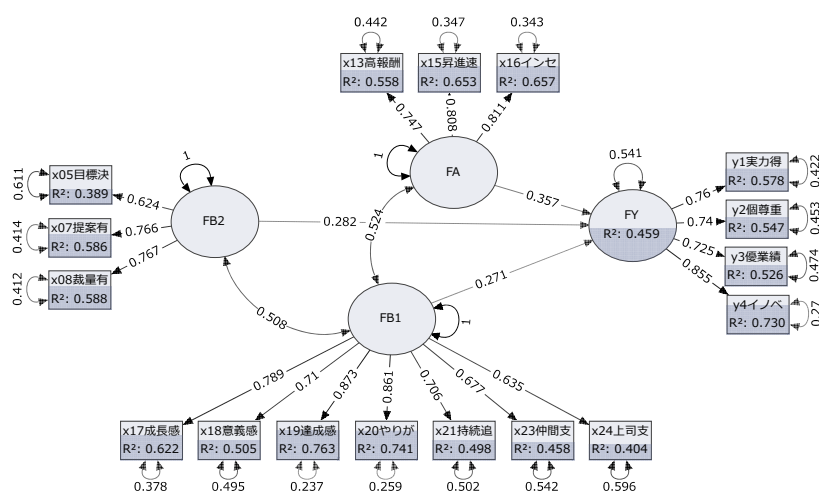 0.442
0.347
0.343
x13高報酬
R²: 0.558
x15昇進速
R²: 0.653
x16インセ
R²: 0.657
0.747
0.808
0.811
1
FA
0.541
FY
R²: 0.459
0.357
y1実力得
R²: 0.578
0.422
0.76
y2個尊重
R²: 0.547
0.453
0.74
y3優業績
R²: 0.526
0.474
0.725
y4イノベ
R²: 0.730
0.27
0.855
0.611
x05目標決
R²: 0.389
0.624
0.414
x07提案有
R²: 0.586
0.766
0.412
x08裁量有
R²: 0.588
0.767
1
FB2
0.282
0.524
0.271
0.508
FB1
1
0.789
0.71
0.873
0.861
0.706
0.677
0.635
x17成長感
R²: 0.622
x18意義感
R²: 0.505
x19達成感
R²: 0.763
x20やりが
R²: 0.741
x21持続追
R²: 0.498
x23仲間支
R²: 0.458
x24上司支
R²: 0.404
0.378
0.495
0.237
0.259
0.502
0.542
0.596